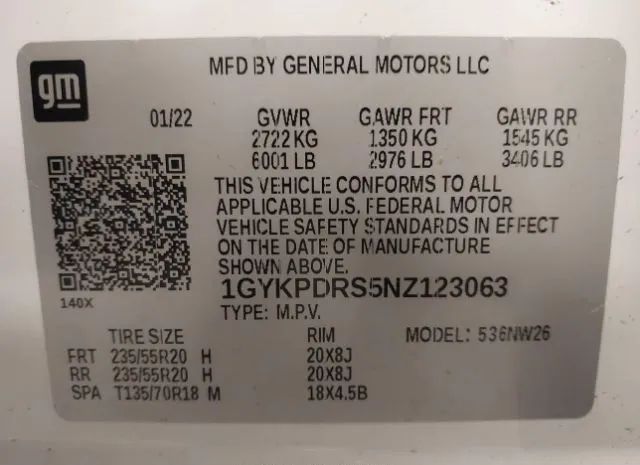 gm
MFD BY GENERAL MOTORS LLC
01/22 GVWR GAWR FRT GAWR RR
2722 KG 1350 KG 1545 KG
6001 LB 2976 LB 3406 LB
THIS VEHICLE CONFORMS TO ALL
APPLICABLE U.S. FEDERAL MOTOR
VEHICLE SAFETY STANDARDS IN EFFECT
ON THE DATE OF MANUFACTURE
SHOWN ABOVE.
140X
1GYKPDRS5NZ123063
TYPE: M.P.V.
TIRE SIZE RIM MODEL: 536NW26
FRT 235/55R20 H 20X8J
RR 235/55R20 H 20X8J
SPA T135/70R18 M 18X4.5B